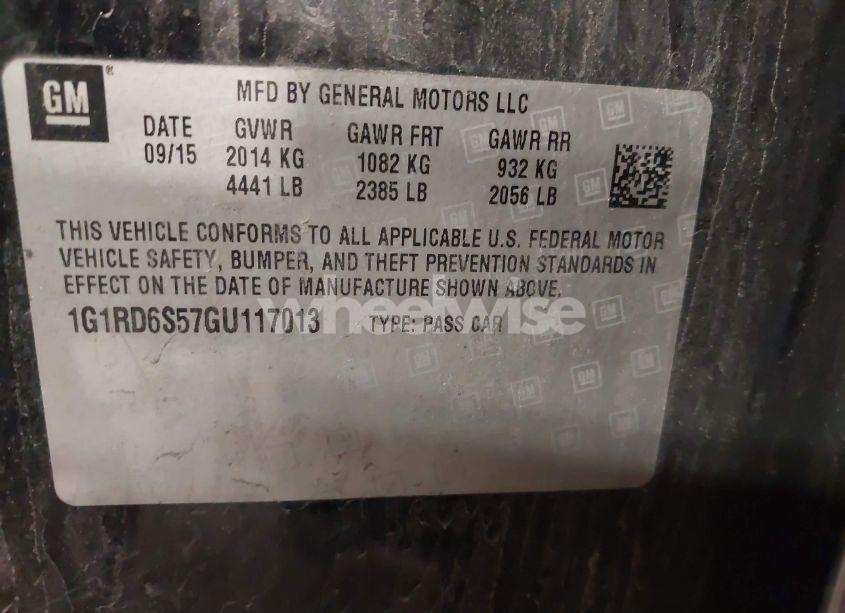 GM®
MFD BY GENERAL MOTORS LLC
DATE GVWR GAWR FRT GAWR RR
09/15 2014 KG 1082 KG 932 KG
4441 LB 2385 LB 2056 LB
THIS VEHICLE CONFORMS TO ALL APPLICABLE U.S. FEDERAL MOTOR
VEHICLE SAFETY, BUMPER, AND THEFT PREVENTION STANDARDS IN
EFFECT ON THE DATE OF MANUFACTURE SHOWN ABOVE.
1G1RD6S57GU117013 TYPE: PASS CAR
wheelwise